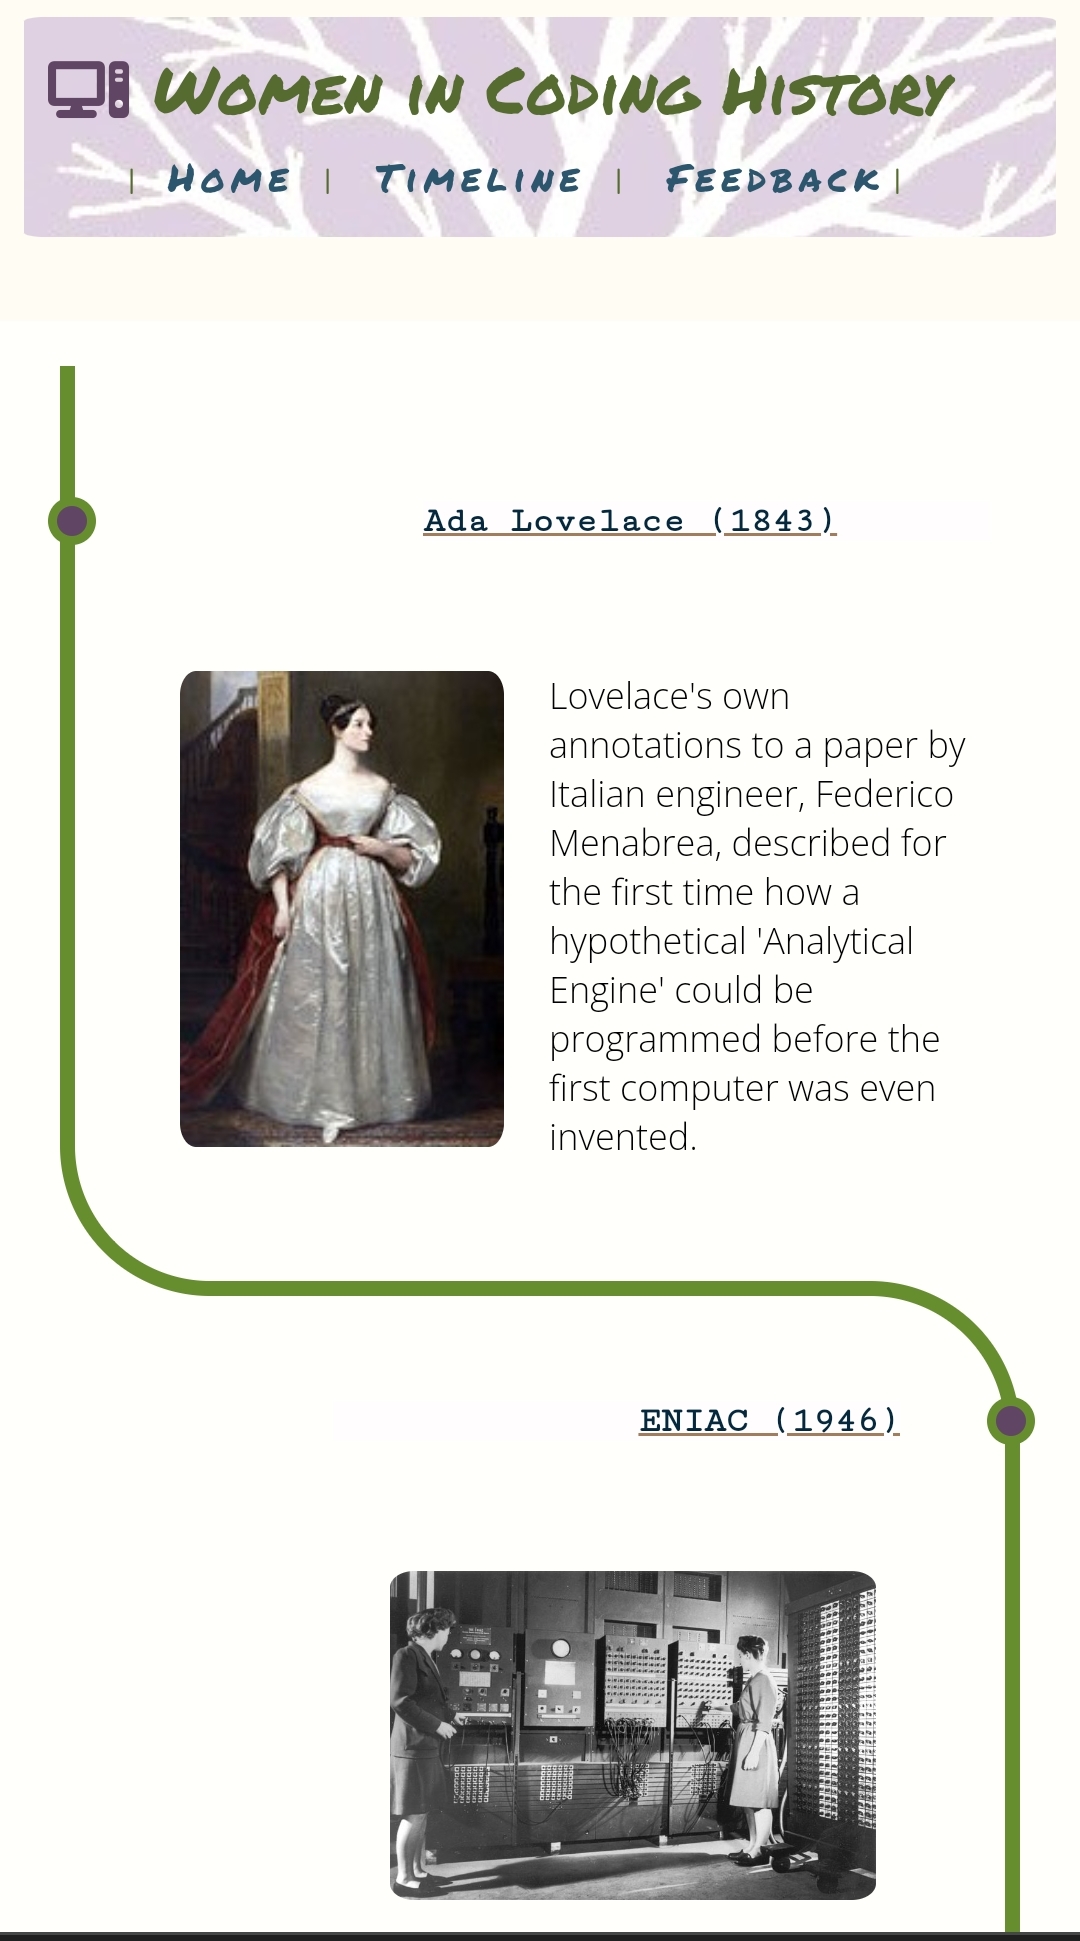 Women in Coding History
| Home | Timeline | Feedback |
Ada Lovelace (1843)
Lovelace's own
annotations to a paper by
Italian engineer, Federico
Menabrea, described for
the first time how a
hypothetical 'Analytical
Engine' could be
programmed before the
first computer was even
invented.
ENIAC (1946)